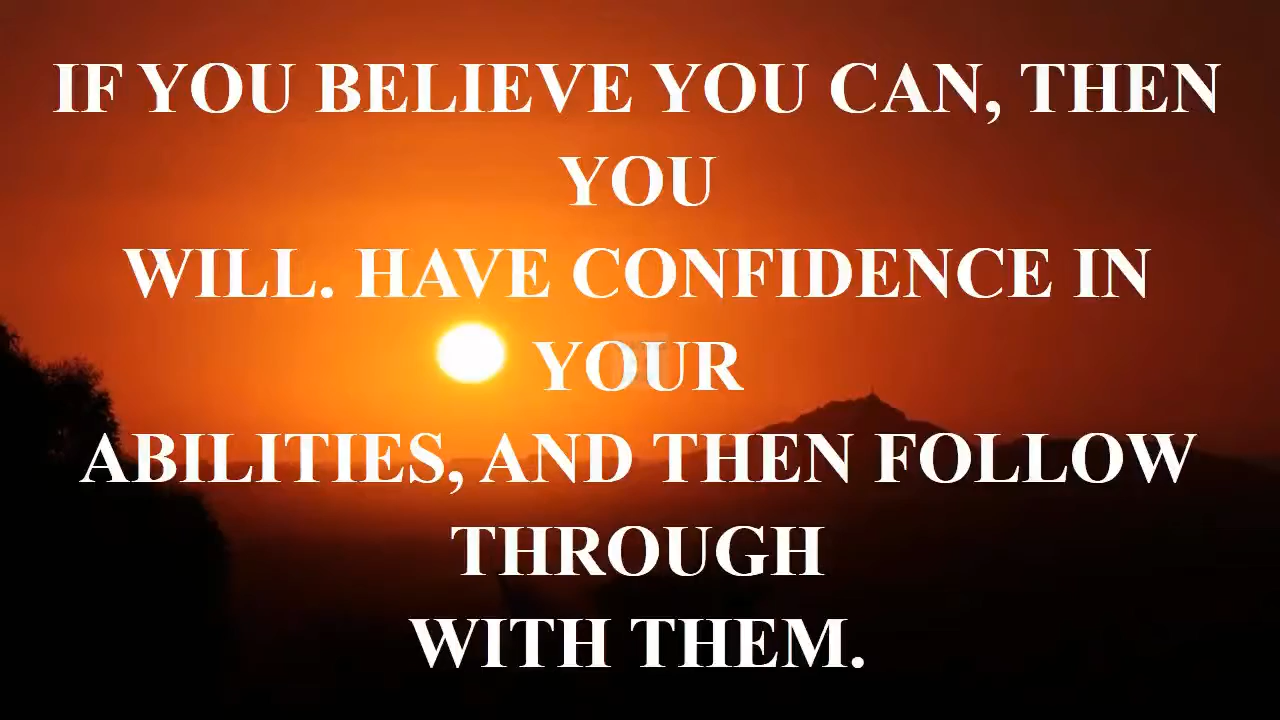 IF YOU BELIEVE YOU CAN, THEN
YOU
WILL. HAVE CONFIDENCE IN
YOUR
ABILITIES, AND THEN FOLLOW
THROUGH
WITH THEM.